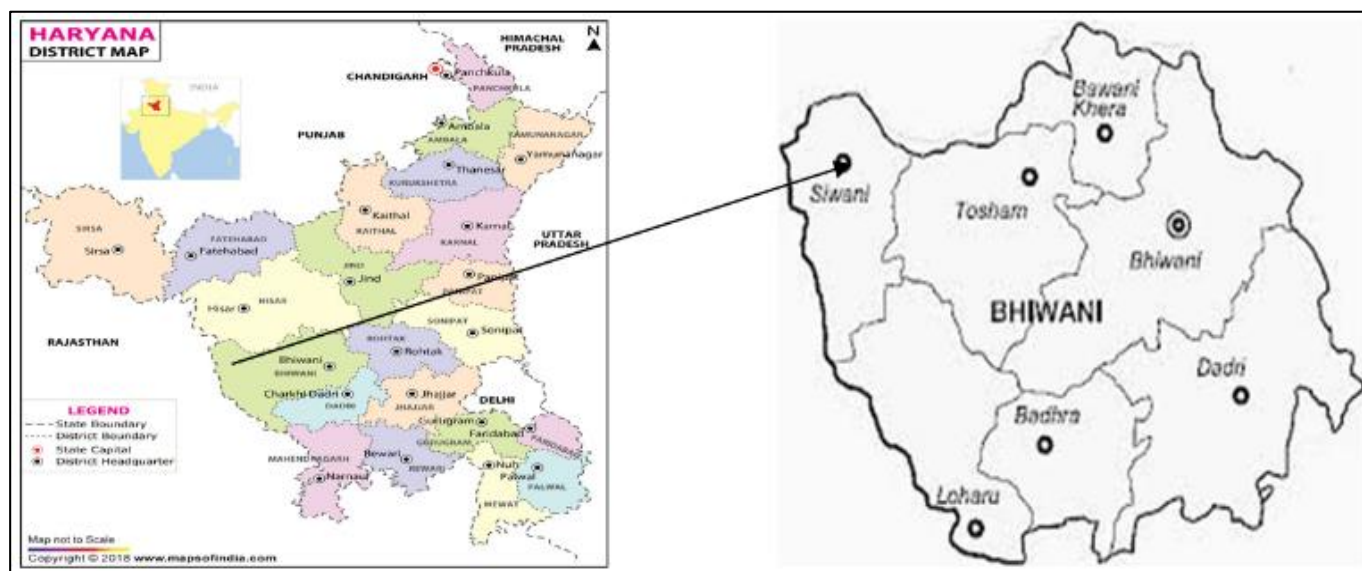 HARYANA
DISTRICT MAP
N
HIMACHAL
PRADESH
INDIA
CHANDIGARH
Panchkula
PANCHKULA
PUNJAB
Ambala
AMBALA
YAMUNANAGAR
Yamunanagar
Thanesar
KURUKSHETRA
Kaithal
KAITHAL
Karnal
KARNAL
UTTAR
PRADESH
SIRSA
Sirsa
FATEHABAD
Fatehabad
JIND
Jind
Panipat
PANIPAT
HISAR
Hisar
SONIPAT
Sonipat
RAJASTHAN
ROHTAK
Rohtak
Bhiwani
BHIWANI
Charkhi Dadri
DADRI
Jhajjar
JHAJJAR
DELHI
Gurugram
GURUGRAM
Faridabad
FARIDABAD
MAHENDRAGARH
Narnaul
Rewari
REWARI
Nuh
MEWAT
Palwal
PALWAL
LEGEND
State Boundary
District Boundary
State Capital
District Headquarter
Map not to Scale
Copyright © 2018 www.mapsofindia.com
Bawani
Khera
Siwani
Tosham
Bhiwani
BHIWANI
Dadri
Badhra
Loharu